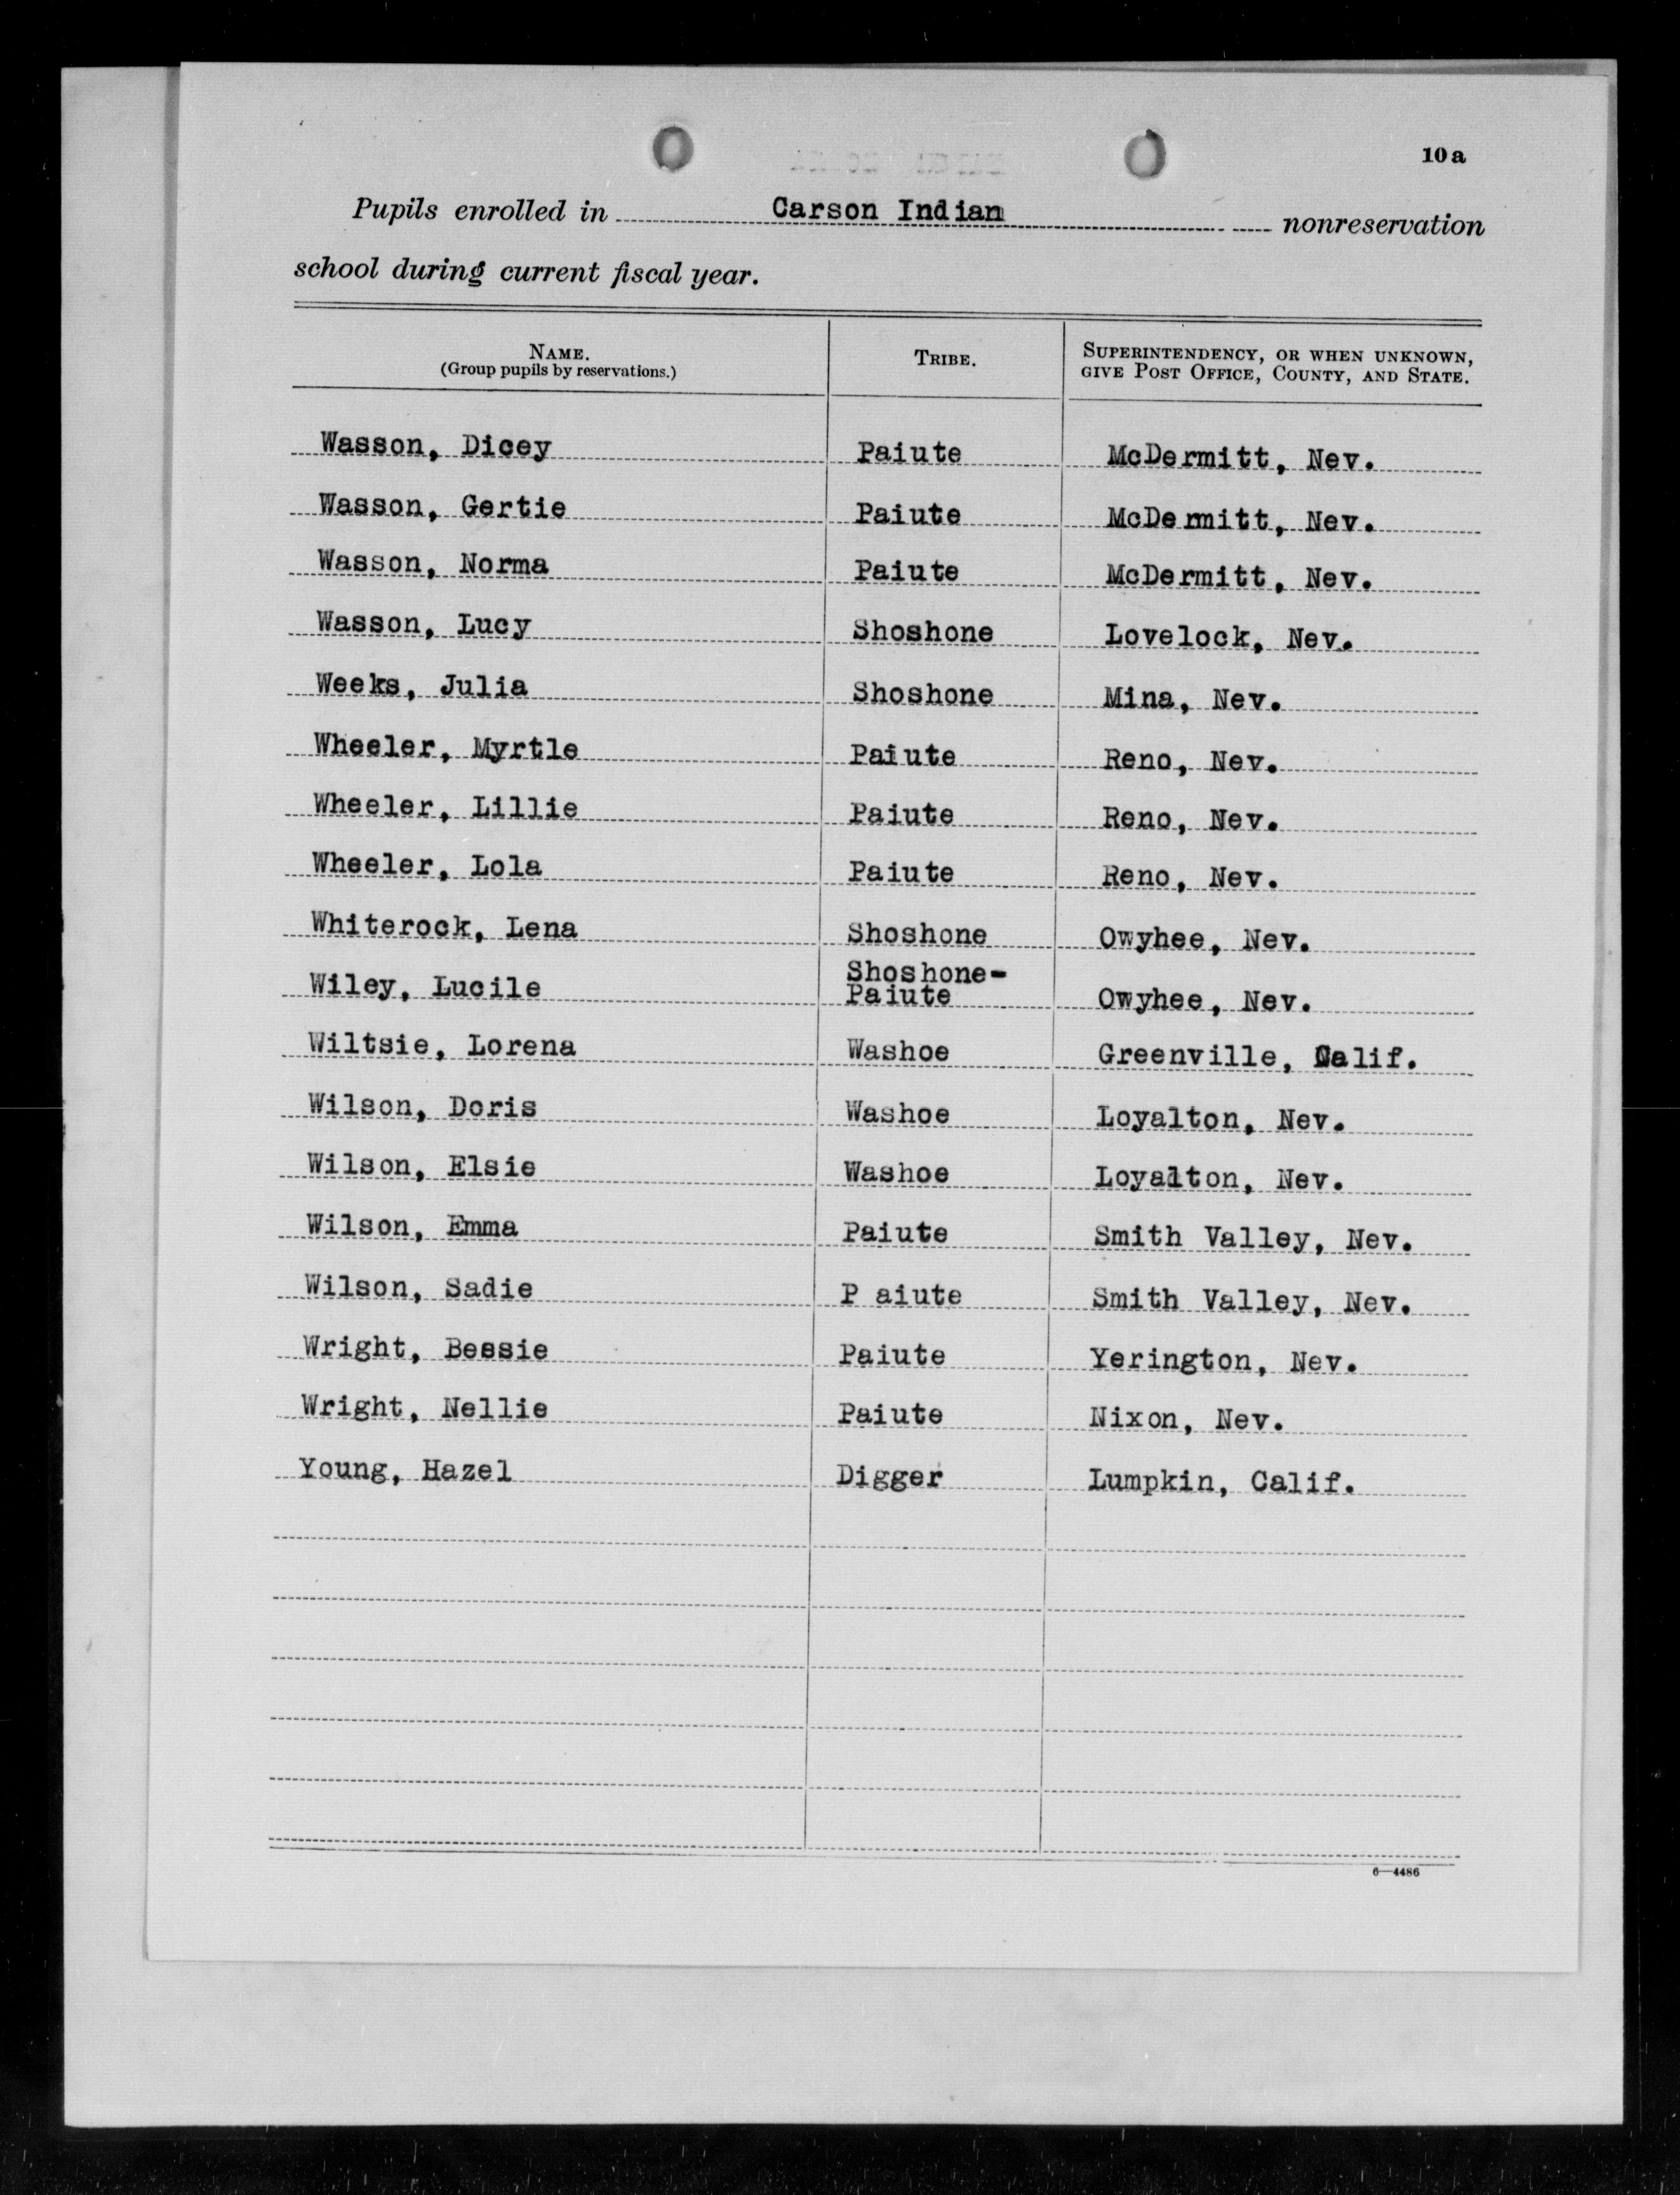 10a
Pupils enrolled in Carson Indian nonreservation
school during current fiscal year.
NAME. TRIBE. SUPERINTENDENCY, OR WHEN UNKNOWN,
(Group pupils by reservations.) GIVE POST OFFICE, COUNTY, AND STATE.
Wasson, Dicey Paiute McDermitt, Nev.
Wasson, Gertie Paiute McDermitt, Nev.
Wasson, Norma Paiute McDermitt, Nev.
Wasson, Lucy Shoshone Lovelock, Nev.
Weeks, Julia Shoshone Mina, Nev.
Wheeler, Myrtle Paiute Reno, Nev.
Wheeler, Lillie Paiute Reno, Nev.
Wheeler, Lola Paiute Reno, Nev.
Whiterock, Lena Shoshone Owyhee, Nev.
Shoshone-
Wiley, Lucile Paiute Owyhee, Nev.
Wiltsie, Lorena Washoe Greenville, Calif.
Wilson, Doris Washoe Loyalton, Nev.
Wilson, Elsie Washoe Loyalton, Nev.
Wilson, Emma Paiute Smith Valley, Nev.
Wilson, Sadie P aiute Smith Valley, Nev.
Wright, Bessie Paiute Yerington, Nev.
Wright, Nellie Paiute Nixon, Nev.
Young, Hazel Digger Lumpkin, Calif.
6—4486